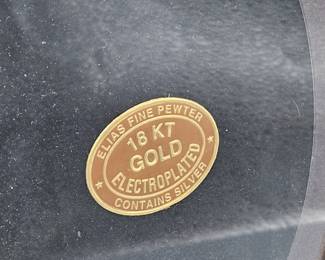 ELIAS FINE PEWTER
18 KT
GOLD
ELECTROPLATED
CONTAINS SILVER